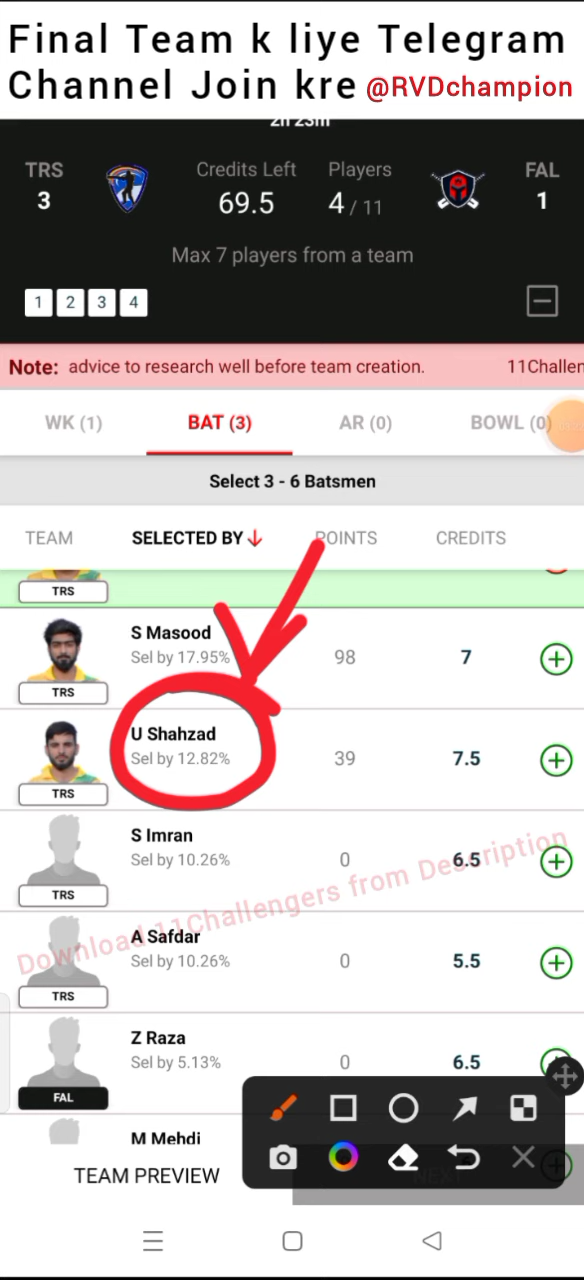 Final Team k liye Telegram
Channel Join kre @RVDchampion
2h 23m
TRS
3
Credits Left
69.5
Players
4 / 11
FAL
1
Max 7 players from a team
1 2 3 4
Note: advice to research well before team creation. 11Challen
WK (1) BAT (3) AR (0) BOWL (0)
Select 3 - 6 Batsmen
TEAM SELECTED BY POINTS CREDITS
TRS
S Masood
Sel by 17.95% 98 7
TRS
U Shahzad
Sel by 12.82% 39 7.5
TRS
S Imran
Sel by 10.26% 0 6.5
TRS
Download 11Challengers from Description
A Safdar
Sel by 10.26% 0 5.5
TRS
Z Raza
Sel by 5.13% 0 6.5
FAL
M Mehdi
TEAM PREVIEW NEXT